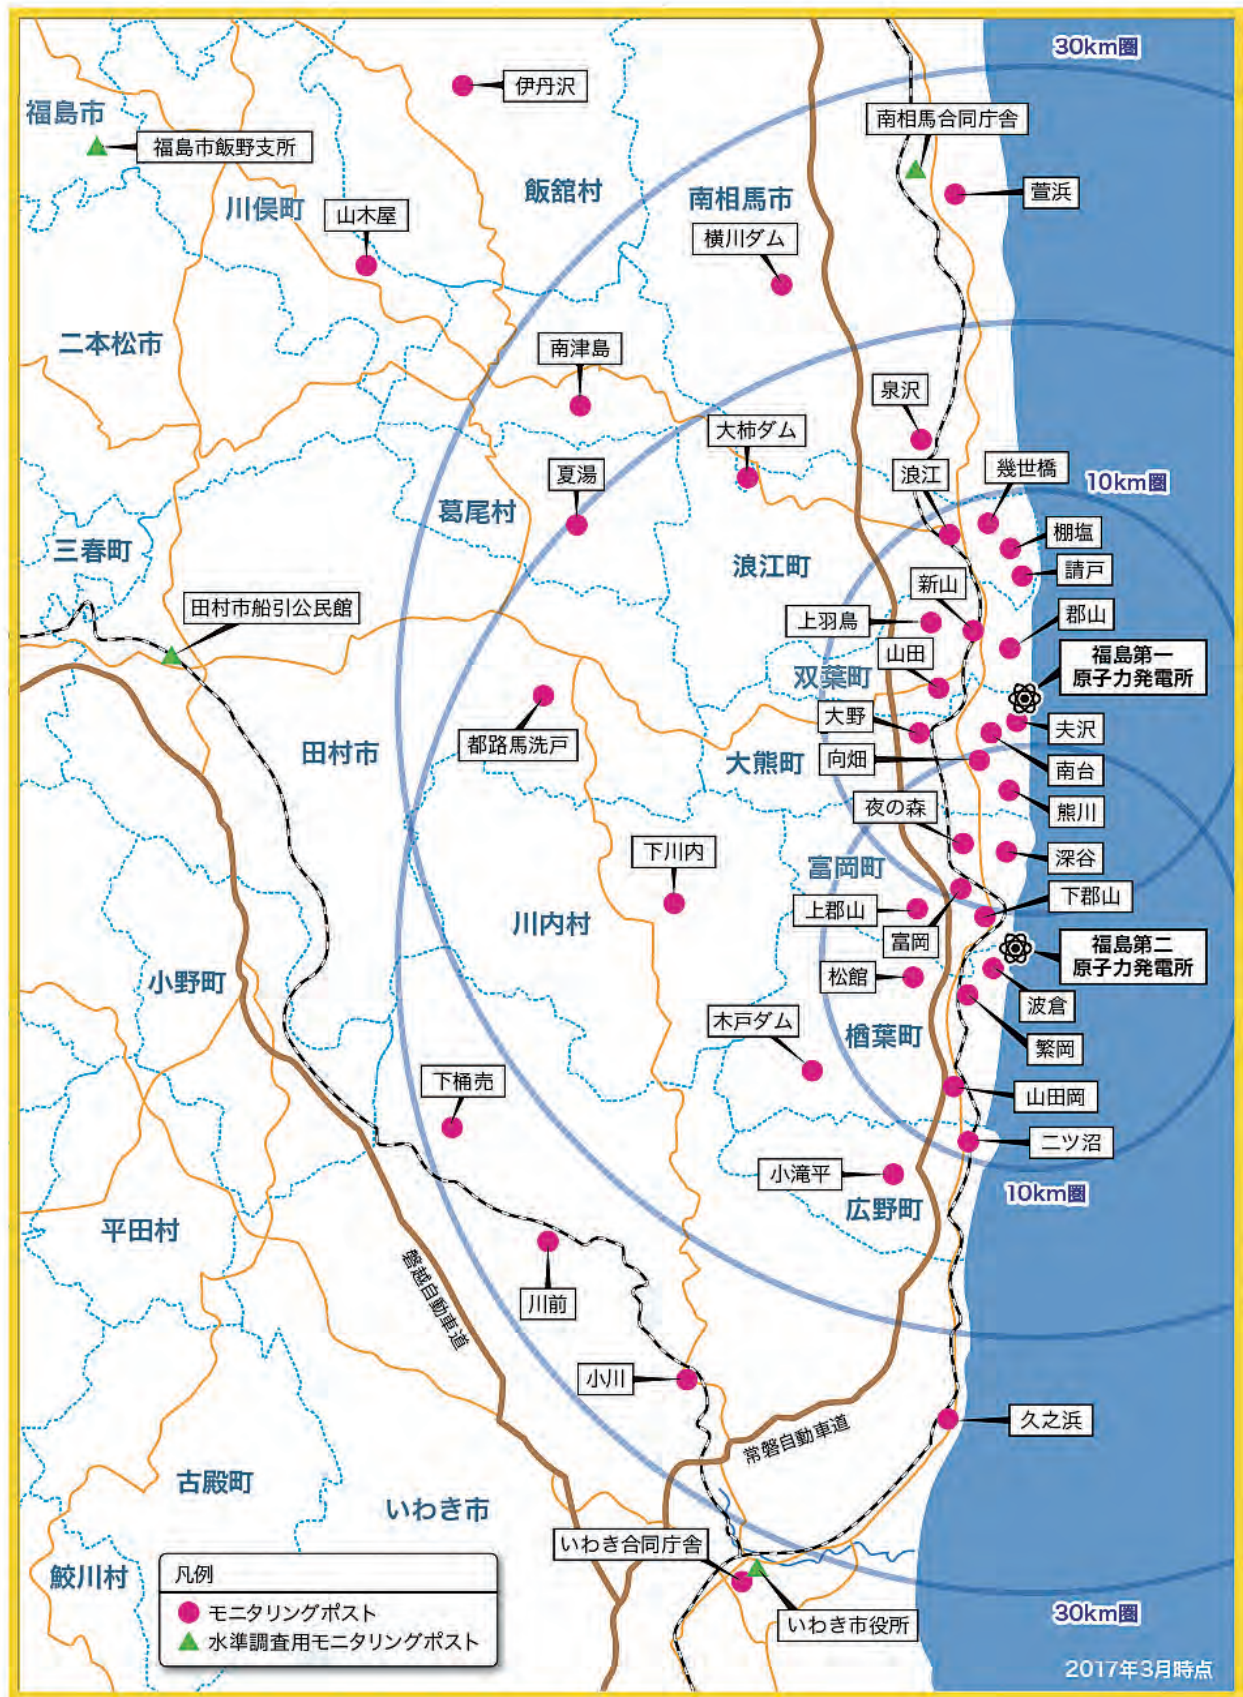 30km圏
伊丹沢
福島市
南相馬合同庁舎
福島市飯野支所
飯舘村
南相馬市
萱浜
川俣町
山木屋
横川ダム
二本松市
南津島
泉沢
大柿ダム
夏湯
浪江
幾世橋
10km圏
葛尾村
棚塩
三春町
浪江町
請戸
新山
田村市船引公民館
上羽鳥
郡山
山田
福島第一
原子力発電所
双葉町
大野
夫沢
都路馬洗戸
田村市
大熊町
向畑
南台
夜の森
熊川
下川内
富岡町
深谷
上郡山
下郡山
川内村
富岡
福島第二
原子力発電所
小野町
松館
波倉
木戸ダム
楢葉町
繁岡
下桶売
山田岡
二ツ沼
小滝平
10km圏
平田村
広野町
磐越自動車道
川前
小川
久之浜
常磐自動車道
古殿町
いわき市
いわき合同庁舎
鮫川村
凡例
モニタリングポスト
水準調査用モニタリングポスト
いわき市役所
30km圏
2017年3月時点